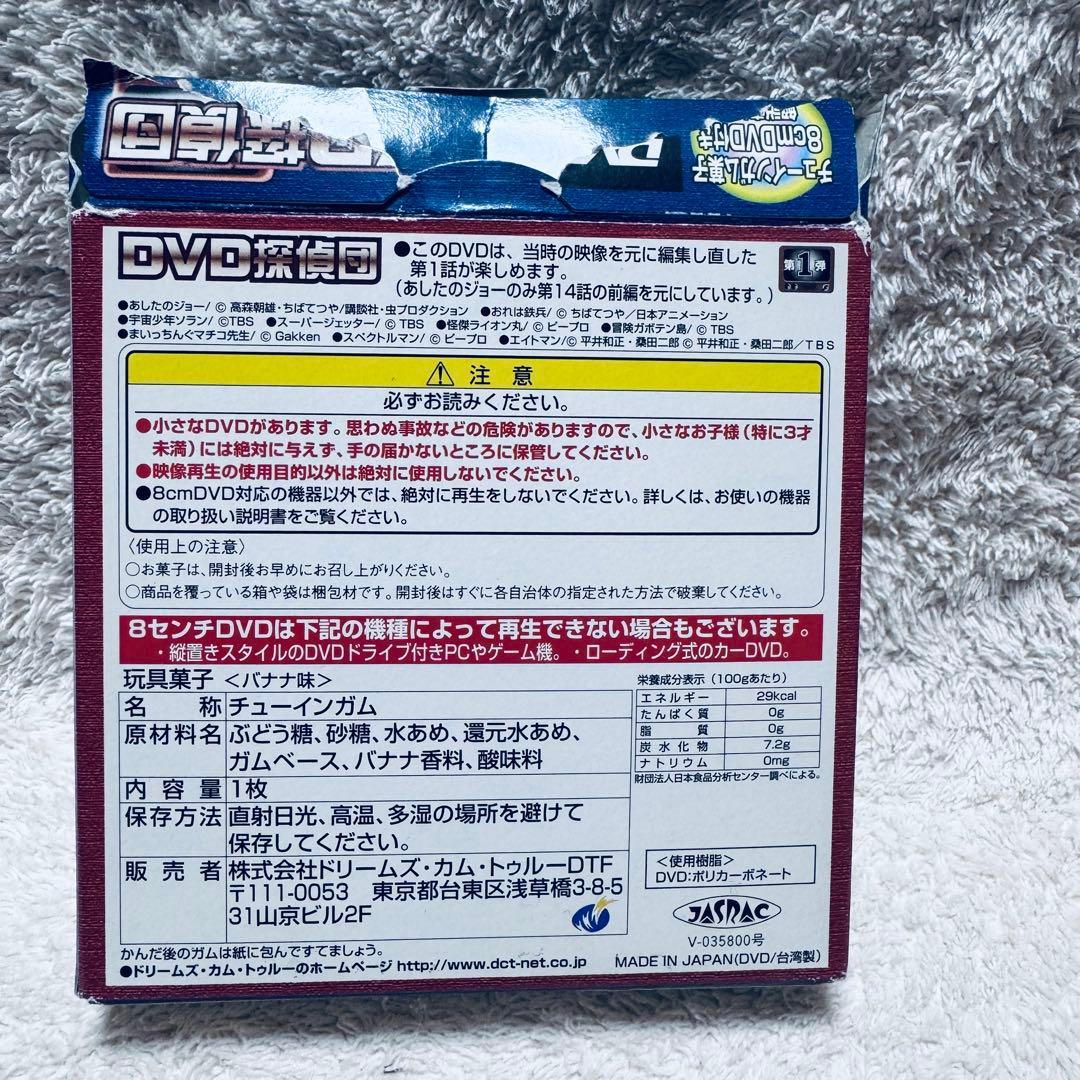 DVD探偵団
DV
チューインガム菓子
8cmDVD付き
DVD探偵団
●このDVDは、当時の映像を元に編集し直した
第1話が楽しめます。
(あしたのジョーのみ第14話の前編を元にしています。)
第1弾
●あしたのジョー/ © 高森朝雄・ちばてつや/講談社・虫プロダクション ●おれは鉄兵/ © ちばてつや/日本アニメーション
●宇宙少年ソラン/ ©TBS ●スーパージェッター/ © TBS ●怪傑ライオン丸/ © ピープロ ●冒険ガボテン島/ © TBS
●まいっちんぐマチコ先生/ © Gakken ●スペクトルマン/ © ピープロ ●エイトマン/© 平井和正・桑田二郎 © 平井和正・桑田二郎/TBS
⚠ 注意
必ずお読みください。
●小さなDVDがあります。思わぬ事故などの危険がありますので、小さなお子様(特に3才
未満)には絶対に与えず、手の届かないところに保管してください。
●映像再生の使用目的以外は絶対に使用しないでください。
●8cmDVD対応の機器以外では、絶対に再生をしないでください。詳しくは、お使いの機器
の取り扱い説明書をご覧ください。
〈使用上の注意〉
○お菓子は、開封後お早めにお召し上がりください。
○商品を覆っている箱や袋は梱包材です。開封後はすぐに各自治体の指定された方法で破棄してください。
8センチDVDは下記の機種によって再生できない場合もございます。
・縦置きスタイルのDVDドライブ付きPCやゲーム機。・ローディング式のカーDVD。
玩具菓子 <バナナ味>
名称 チューインガム
原材料名 ぶどう糖、砂糖、水あめ、還元水あめ、
ガムベース、バナナ香料、酸味料
内容量 1枚
保存方法 直射日光、高温、多湿の場所を避けて
保存してください。
販売者 株式会社ドリームズ・カム・トゥルーDTF
〒111-0053 東京都台東区浅草橋3-8-5
31山京ビル2F
栄養成分表示(100gあたり)
エネルギー 29kcal
たんぱく質 0g
脂質 0g
炭水化物 7.2g
ナトリウム 0mg
財団法人日本食品分析センター調べによる。
<使用樹脂>
DVD:ポリカーボネート
JASRAC
V-035800号
かんだ後のガムは紙に包んですてましょう。
●ドリームズ・カム・トゥルーのホームページ http://www.dct-net.co.jp
MADE IN JAPAN(DVD/台湾製)